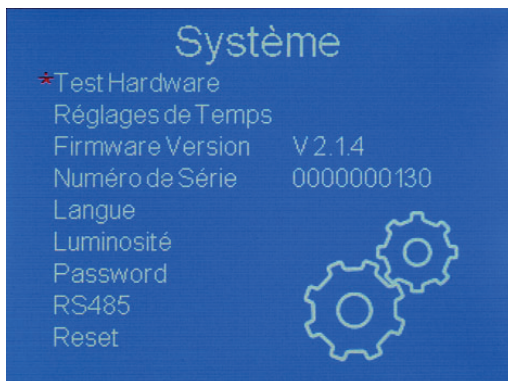 Système
*Test Hardware
Réglages de Temps
Firmware Version V 2.1.4
Numéro de Série 0000000130
Langue
Luminosité
Password
RS485
Reset